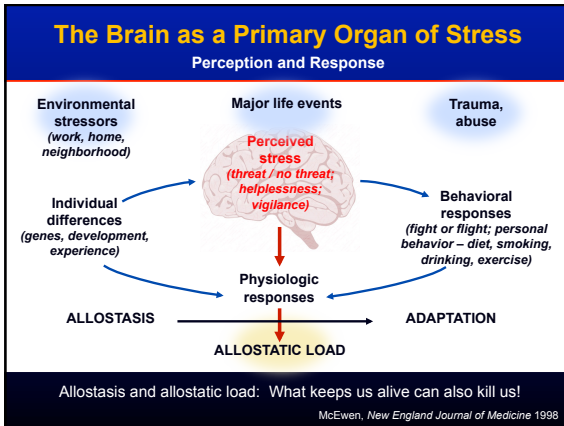 The Brain as a Primary Organ of Stress
Perception and Response
Environmental
stressors
(work, home,
neighborhood)
Major life events
Trauma,
abuse
Perceived
stress
(threat / no threat;
helplessness;
vigilance)
Individual
differences
(genes, development,
experience)
Behavioral
responses
(fight or flight; personal
behavior – diet, smoking,
drinking, exercise)
Physiologic
responses
ALLOSTASIS
ADAPTATION
ALLOSTATIC LOAD
Allostasis and allostatic load: What keeps us alive can also kill us!
McEwen, New England Journal of Medicine 1998